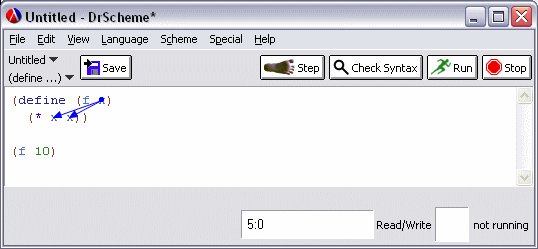 Untitled - DrScheme*
File Edit View Language Scheme Special Help
Untitled
(define ...) Save Step Check Syntax Run Stop
(define (f x)
(* x x))
(f 10)
5:0 Read/Write not running